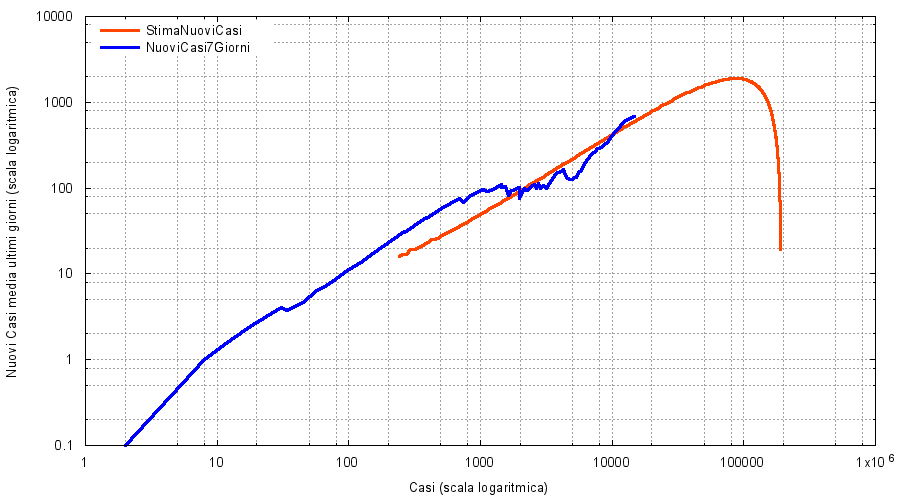 10000
1000
100
10
1
0.1
StimaNuoviCasi
NuoviCasi7Giorni
Nuovi Casi media ultimi giorni (scala logaritmica)
1 10 100 1000 10000 100000 1x10 6
Casi (scala logaritmica)